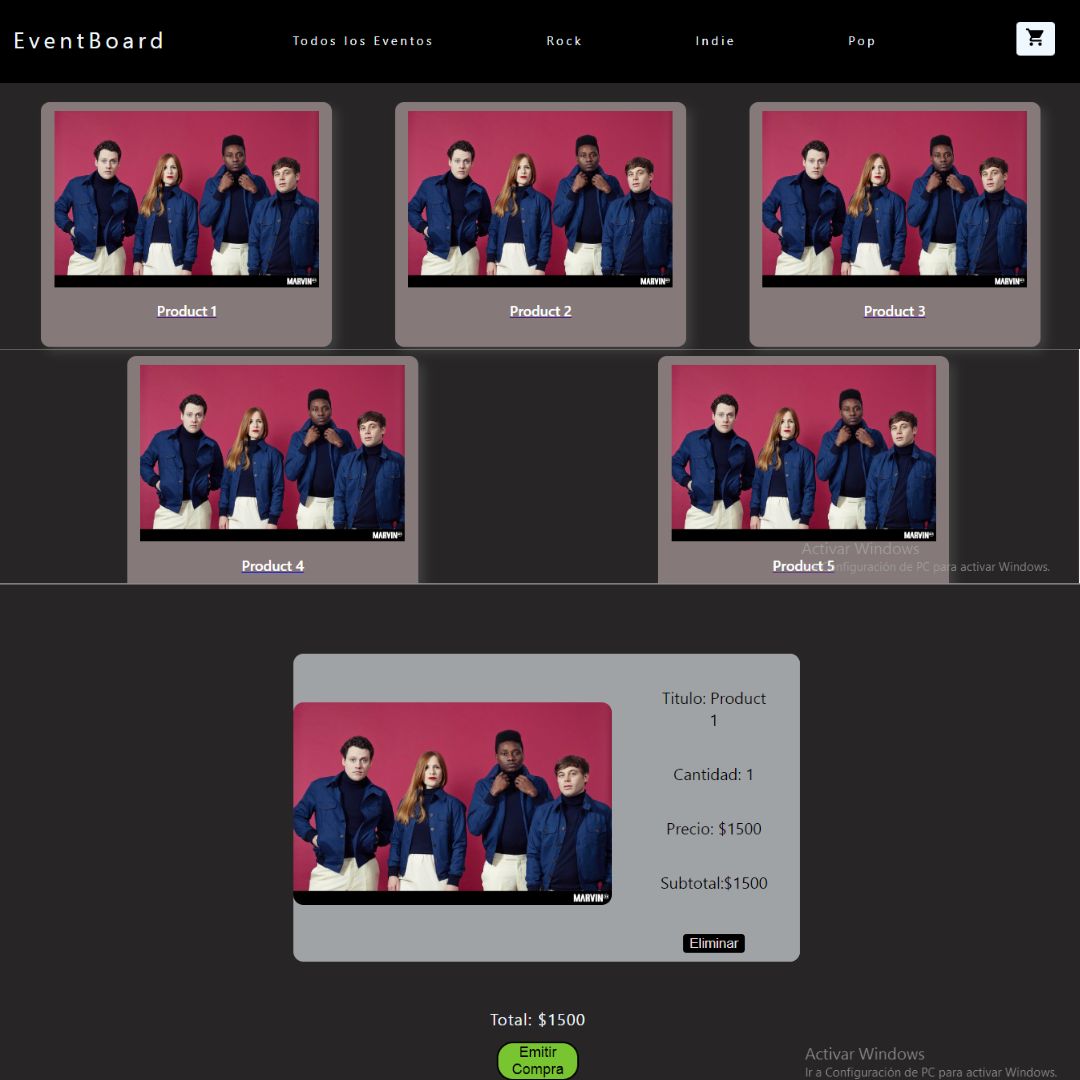 EventBoard
Todos los Eventos
Rock
Indie
Pop
MARVIN
MARVIN
MARVIN
Product 1
Product 2
Product 3
MARVIN
MARVIN
Activar Windows
Product 4
Product 5
Configuración de PC para activar Windows.
Titulo: Product
1
Cantidad: 1
Precio: $1500
Subtotal:$1500
MARVIN
Eliminar
Total: $1500
Emitir
Compra
Activar Windows
Ir a Configuración de PC para activar Windows.